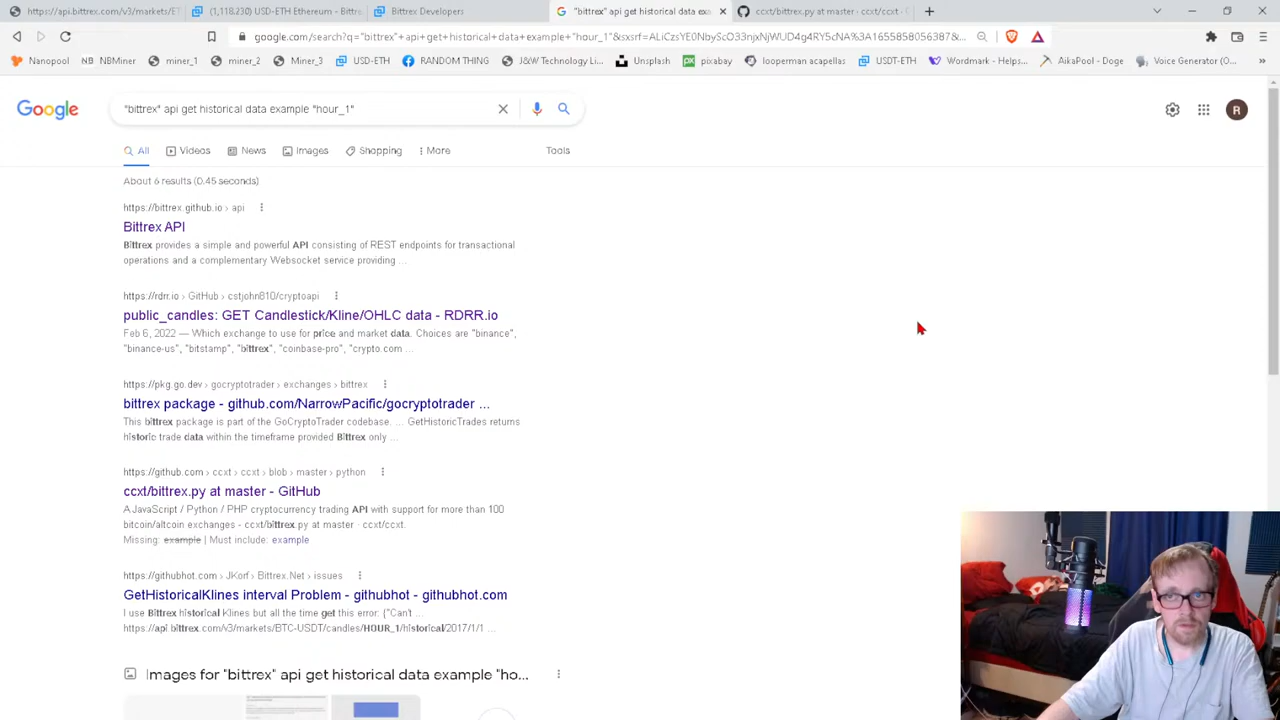 https://api.bittrex.com/v3/markets/ET
(1,118.230) USD-ETH Ethereum - Bittre
Bittrex Developers
"bittrex" api get historical data exam
ccxt/bittrex.py at master · ccxt/ccxt ·
google.com/search?q="bittrex"+api+get+historical+data+example+"hour_1"&sxsrf=
Nanopool
NBMiner
miner_1
miner_2
Miner_3
USD-ETH
RANDOM THING
J&W Technology Li...
Unsplash
pixabay
looperman acapellas
USDT-ETH
Wordmark - Helps...
AikaPool - Doge
Voice Generator (O...
Google
"bittrex" api get historical data example "hour_1"
R
All
Videos
News
Images
Shopping
More
Tools
About 6 results (0.45 seconds)
https://bittrex.github.io › api
Bittrex API
Bittrex provides a simple and powerful API consisting of REST endpoints for transactional
operations and a complementary Websocket service providing ...
https://rdrr.io › GitHub › cstjohn810/cryptoapi
public_candles: GET Candlestick/Kline/OHLC data - RDRR.io
Feb 6, 2022 — Which exchange to use for price and market data. Choices are "binance",
"binance-us", "bitstamp", "bittrex", "coinbase-pro", "crypto.com ...
https://pkg.go.dev › gocryptotrader › exchanges › bittrex
bittrex package - github.com/NarrowPacific/gocryptotrader ...
This bittrex package is part of the GoCryptoTrader codebase. ... GetHistoricTrades returns
historic trade data within the timeframe provided Bittrex only ...
https://github.com › ccxt › ccxt › blob › master › python
ccxt/bittrex.py at master - GitHub
A JavaScript / Python / PHP cryptocurrency trading API with support for more than 100
bitcoin/altcoin exchanges - ccxt/bittrex.py at master · ccxt/ccxt.
Missing: example | Must include: example
https://githubhot.com › JKorf › Bittrex.Net › issues
GetHistoricalKlines interval Problem - githubhot - githubhot.com
I use Bittrex historical Klines but all the time get this error: {"Can't ...
https://api.bittrex.com/v3/markets/BTC-USDT/candles/HOUR_1/historical/2017/1/1 ...
Images for "bittrex" api get historical data example "ho...